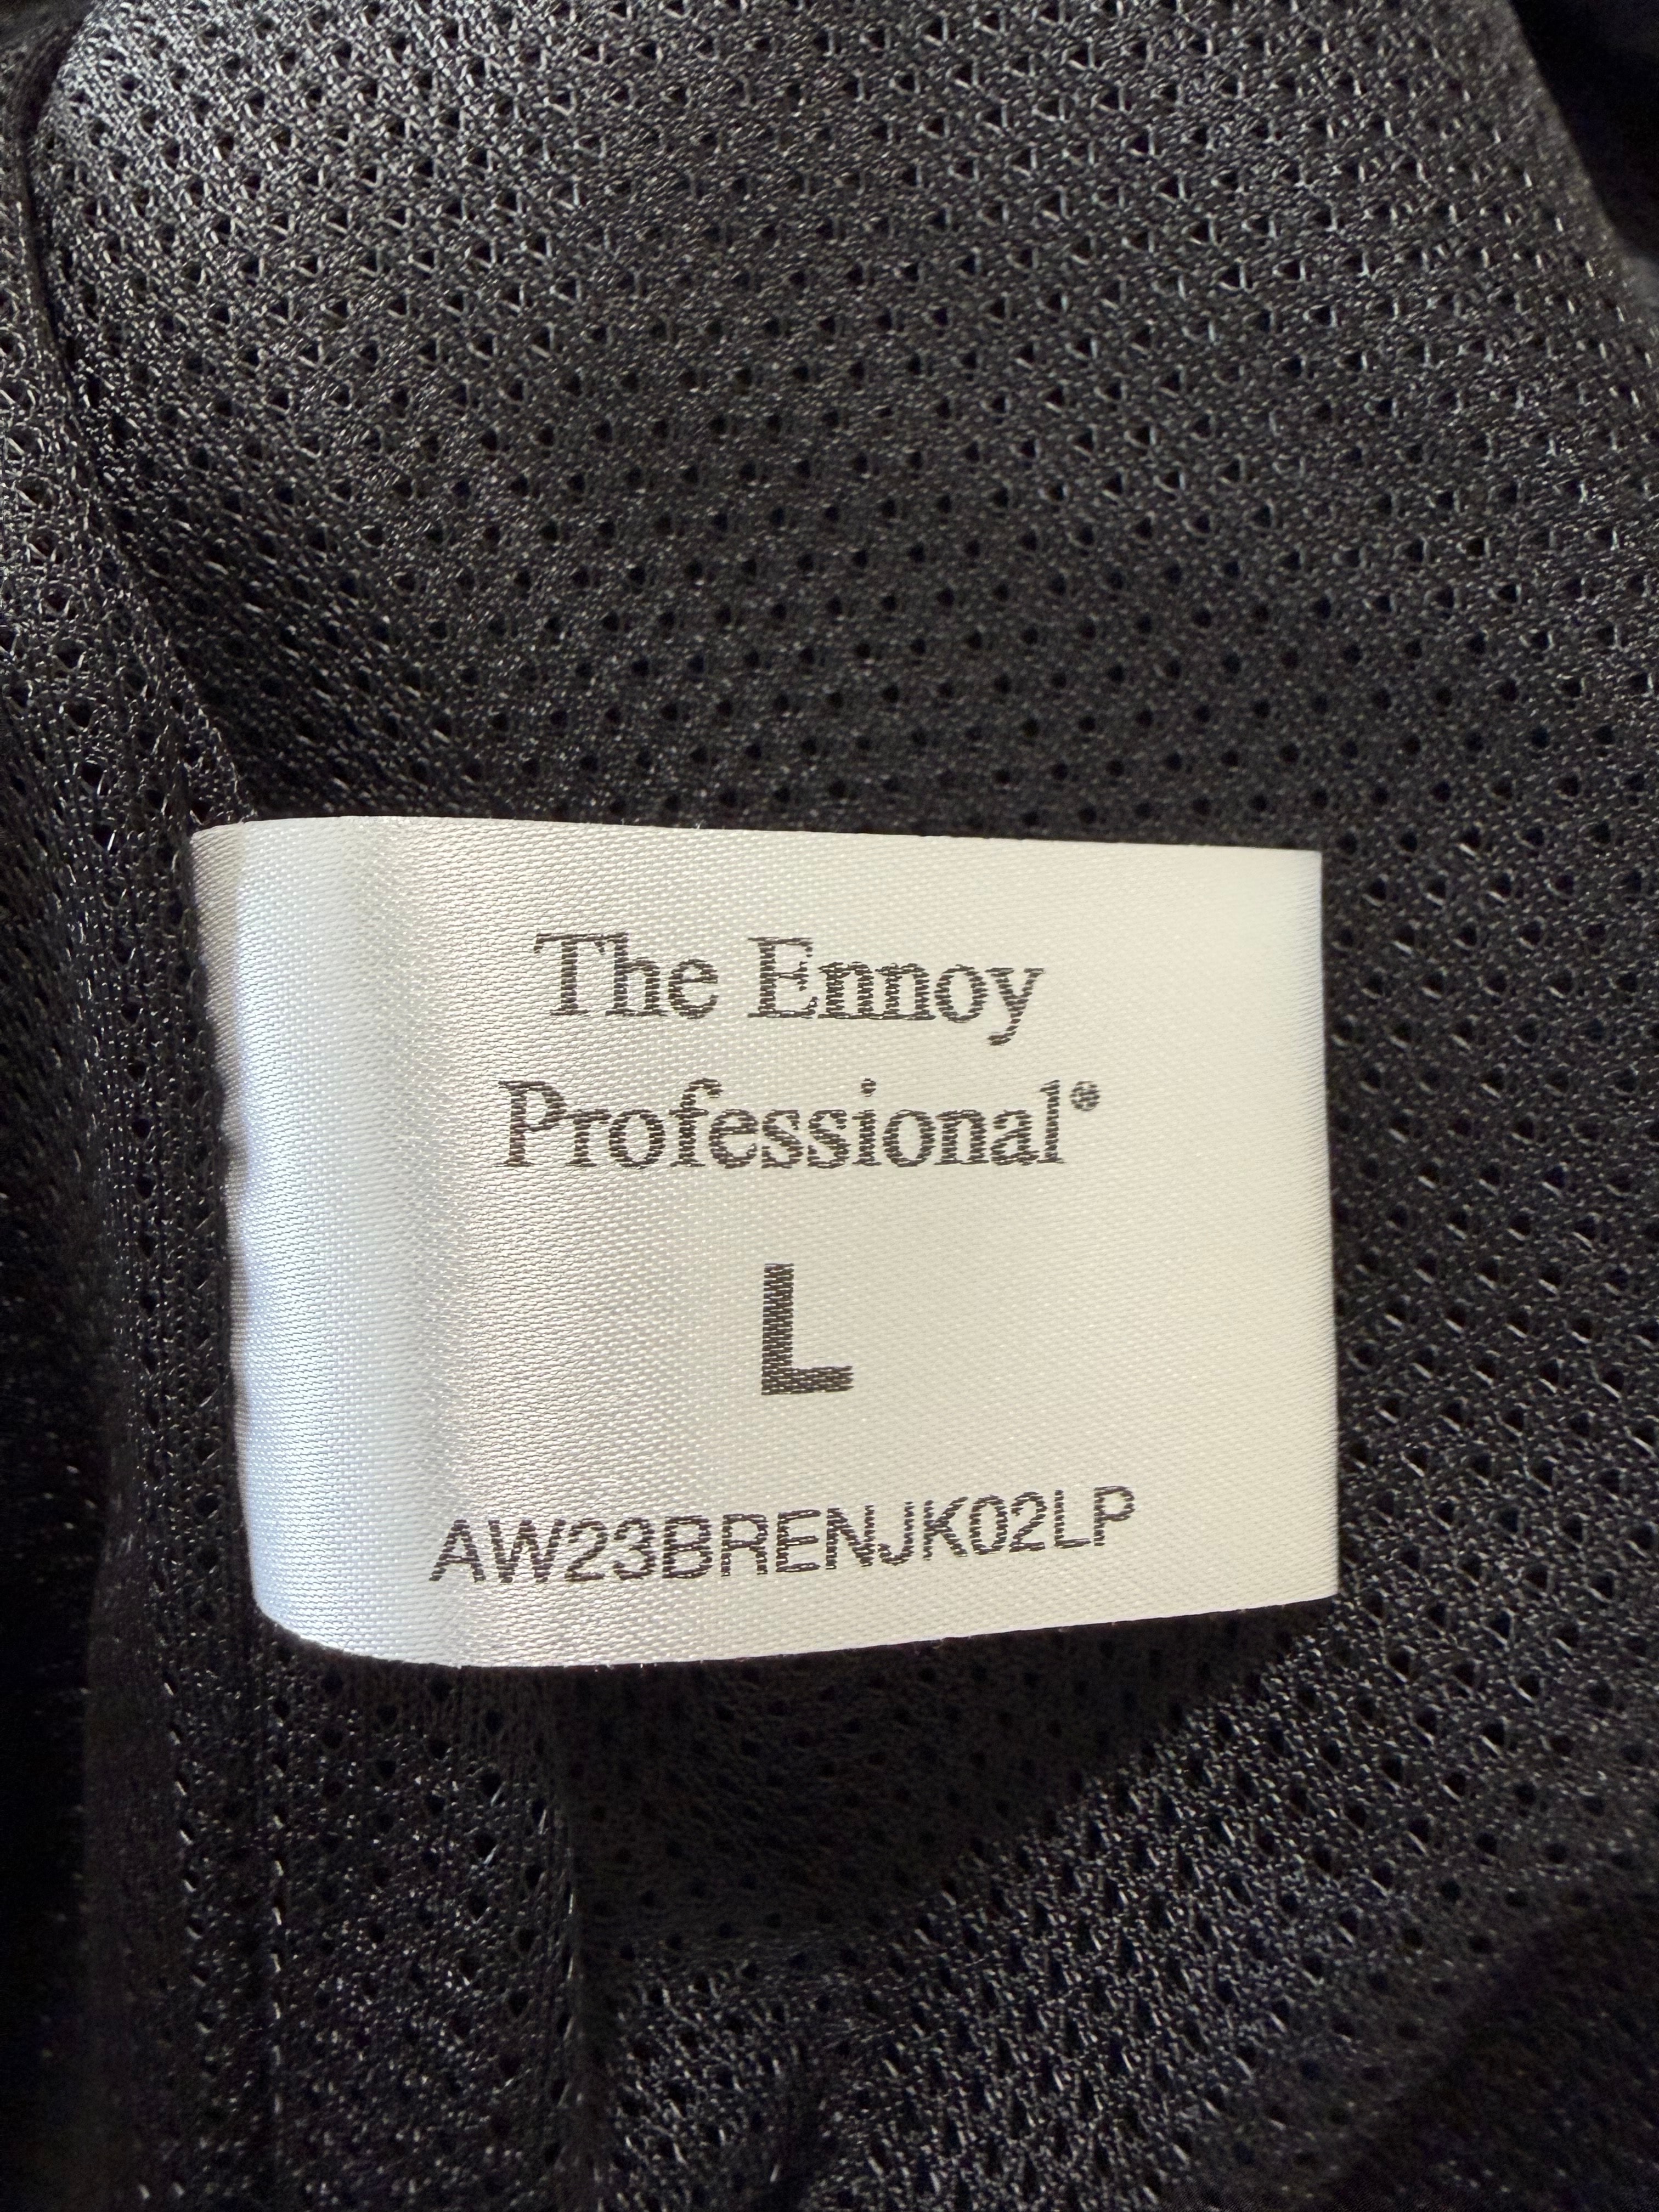 The Ennoy
Professional®
L
AW23BRENJK02LP